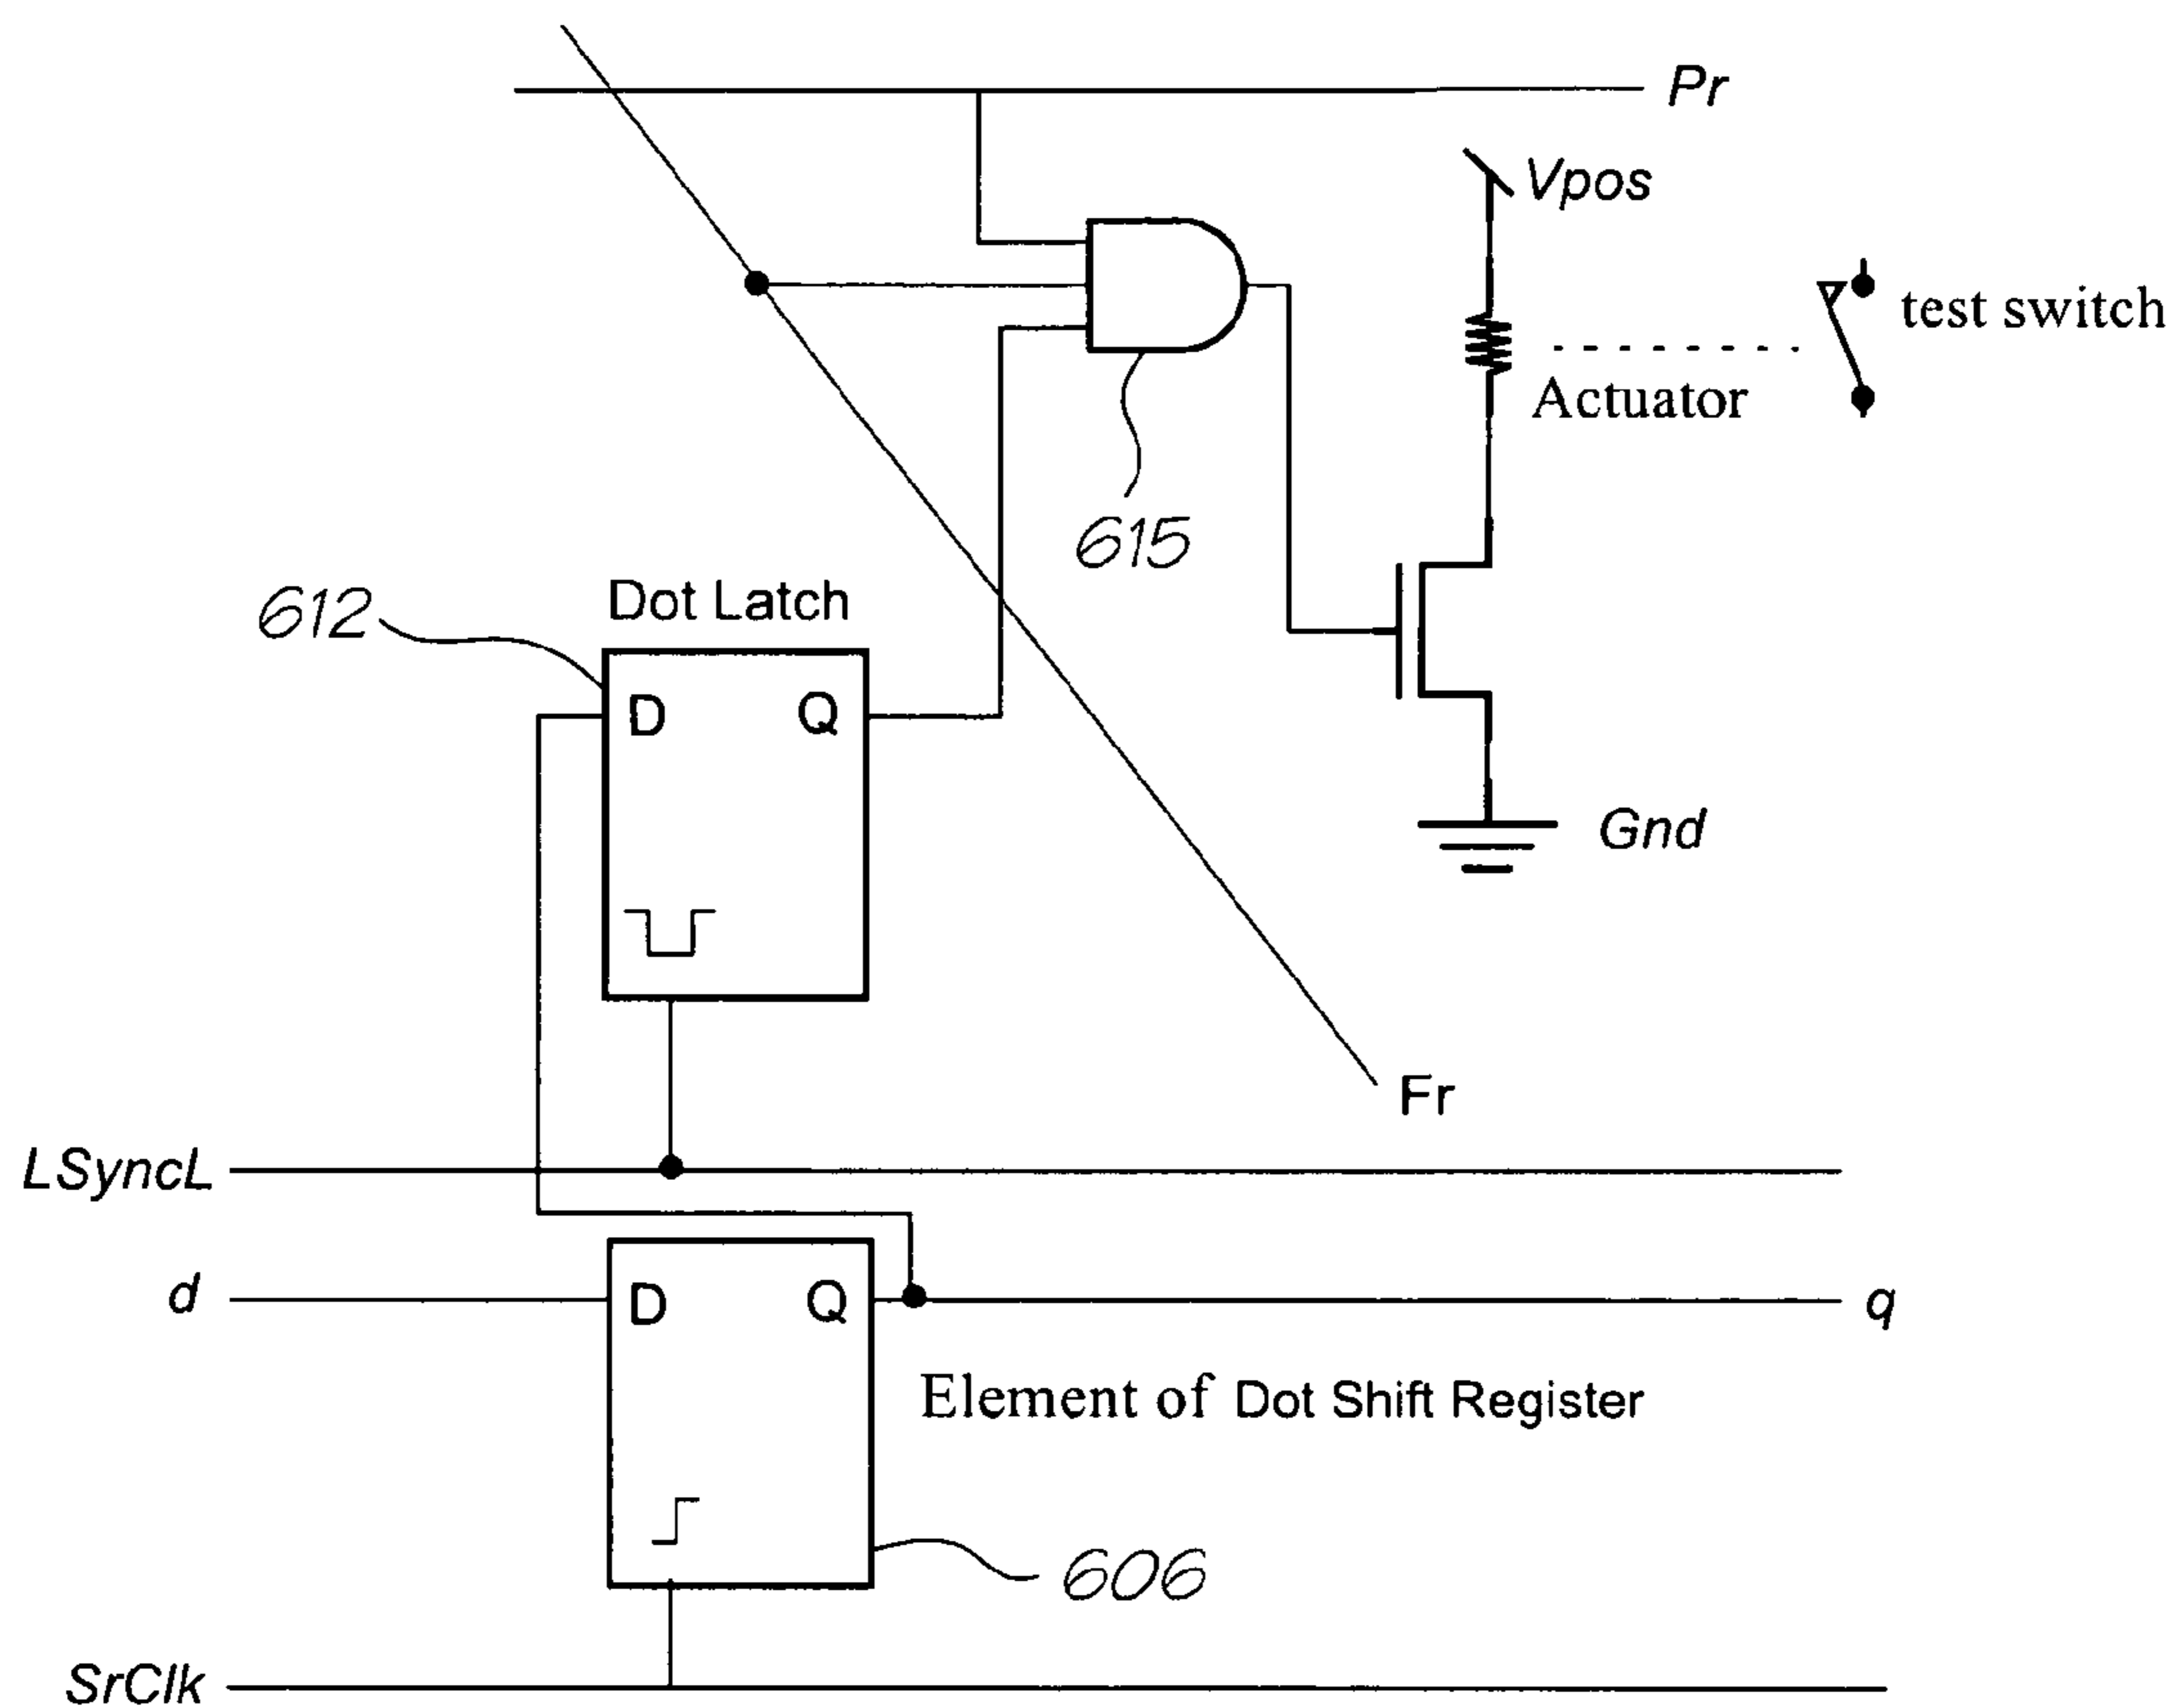 Pr
Vpos
test switch
Actuator
615
612
Dot Latch
D Q
Gnd
Fr
LSyncL
d
D Q
q
Element of Dot Shift Register
606
SrClk